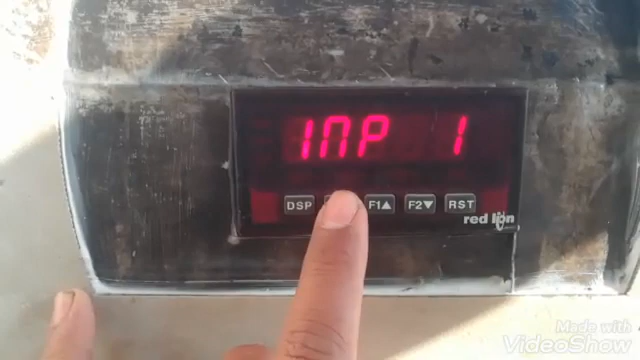 INP 1
DSP F1▲ F2▼ RST
red lion
Made with
VideoShow